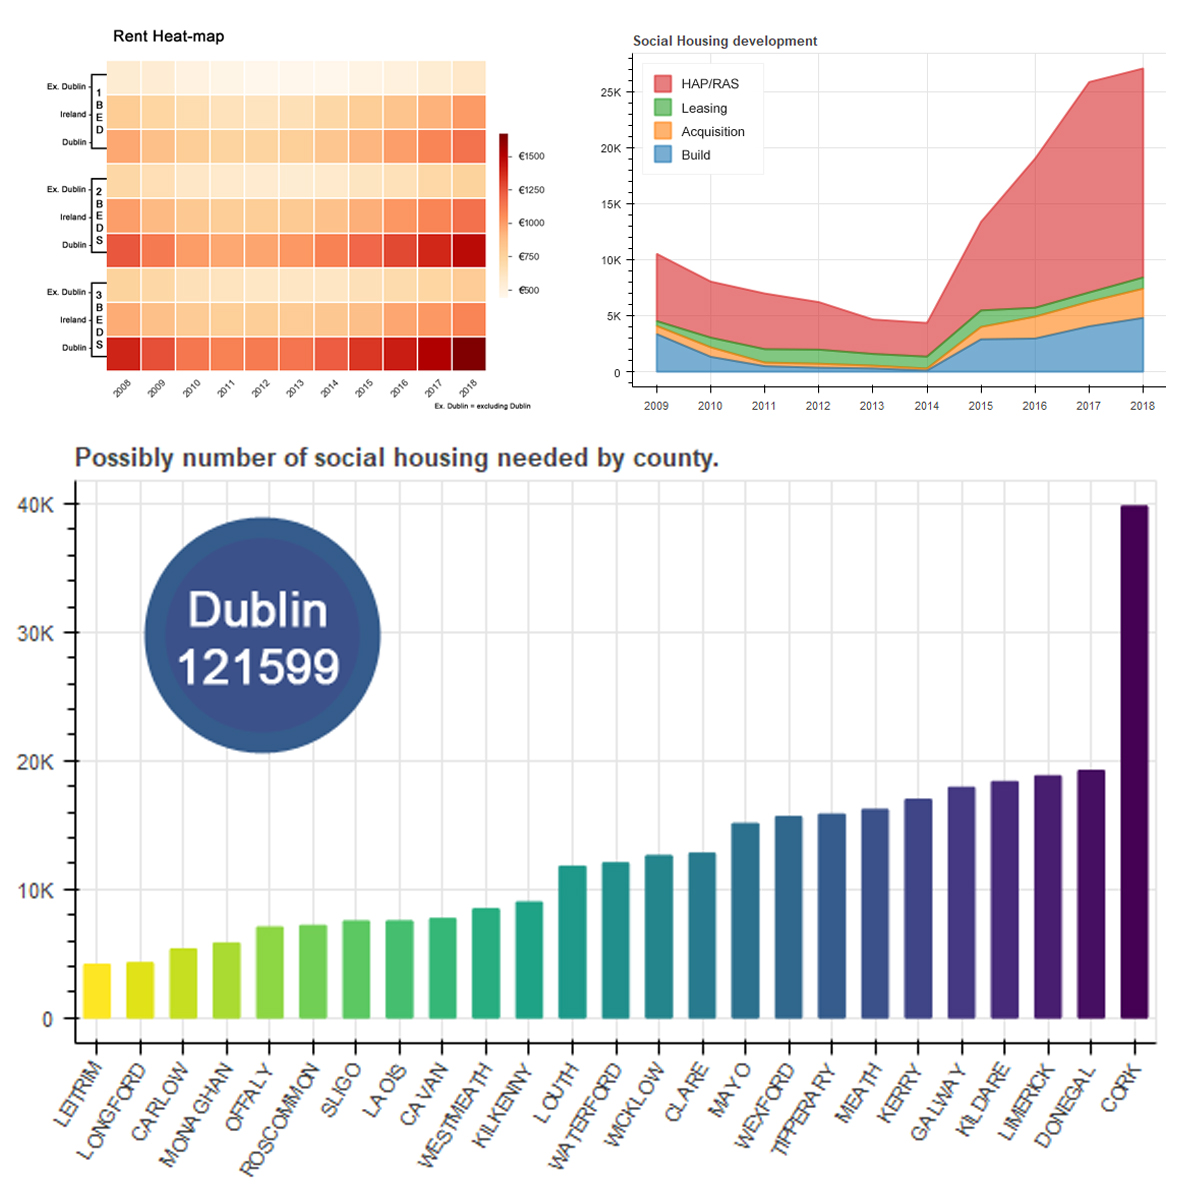 Rent Heat-map
Ex. Dublin
Ireland
Dublin
1 BED
Ex. Dublin
Ireland
Dublin
2 BEDS
Ex. Dublin
Ireland
Dublin
3 BEDS
€1500
€1250
€1000
€750
€500
2008 2009 2010 2011 2012 2013 2014 2015 2016 2017 2018
Ex. Dublin = excluding Dublin
Social Housing development
HAP/RAS
Leasing
Acquisition
Build
25K
20K
15K
10K
5K
0
2009 2010 2011 2012 2013 2014 2015 2016 2017 2018
Possibly number of social housing needed by county.
40K
30K
20K
10K
0
Dublin
121599
LEITRIM LONGFORD CARLOW MONAGHAN OFFALY ROSCOMMON SLIGO LAOIS CAVAN WESTMEATH KILKENNY LOUTH WATERFORD WICKLOW CLARE MAYO WEXFORD TIPPERARY MEATH KERRY GALWAY KILDARE LIMERICK DONEGAL CORK